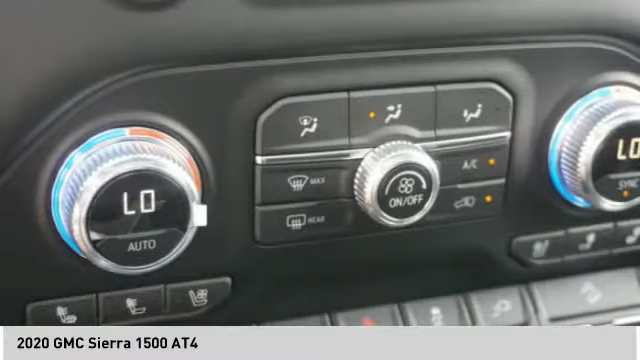 LO
AUTO
MAX
REAR
ON/OFF
A/C
LO
SYNC
2020 GMC Sierra 1500 AT4